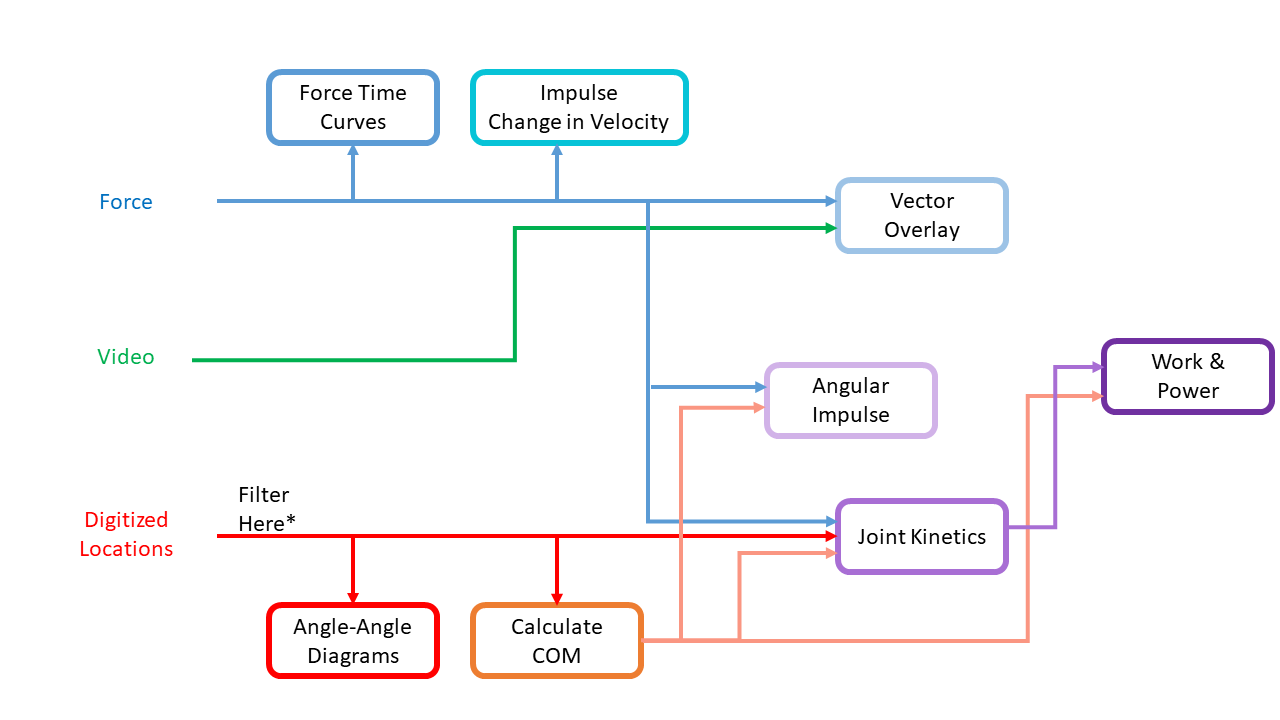 Force Time
Curves
Impulse
Change in Velocity
Force
Vector
Overlay
Video
Work &
Power
Angular
Impulse
Filter
Here*
Digitized
Locations
Joint Kinetics
Angle-Angle
Diagrams
Calculate
COM